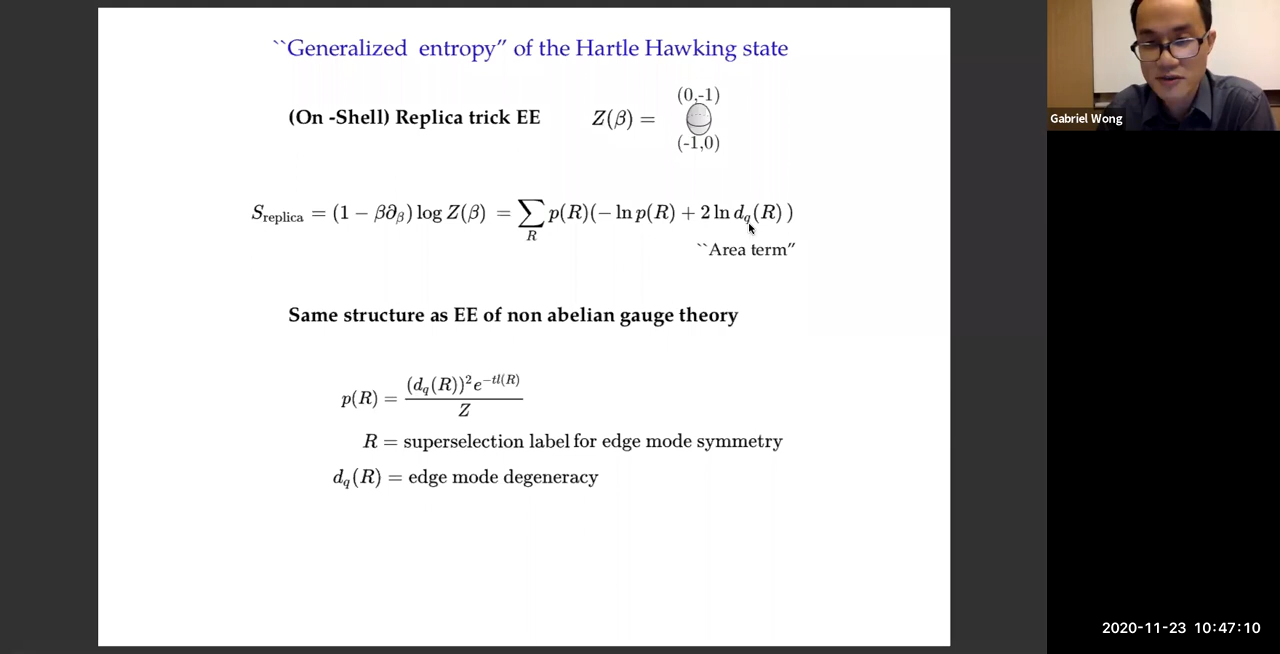 ``Generalized entropy” of the Hartle Hawking state
(On -Shell) Replica trick EE
Z(β) =
(0,-1)
(-1,0)
S_replica = (1 − β∂_β) log Z(β) = ∑_R p(R)(− ln p(R) + 2 ln d_q(R) )
``Area term”
Same structure as EE of non abelian gauge theory
p(R) = (d_q(R))² e^{−tl(R)} / Z
R = superselection label for edge mode symmetry
d_q(R) = edge mode degeneracy
Gabriel Wong
2020-11-23 10:47:10